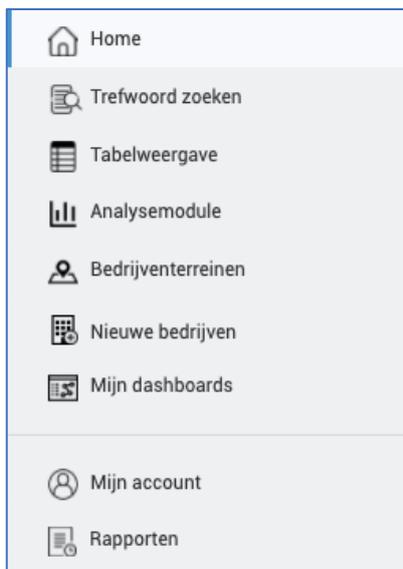 Home
Trefwoord zoeken
Tabelweergave
Analysemodule
Bedrijventerreinen
Nieuwe bedrijven
Mijn dashboards
Mijn account
Rapporten